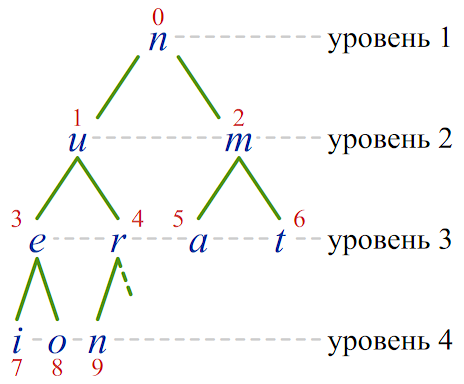 0
n уровень 1
1 2
u m уровень 2
3 4 5 6
e r a t уровень 3
i o n уровень 4
7 8 9